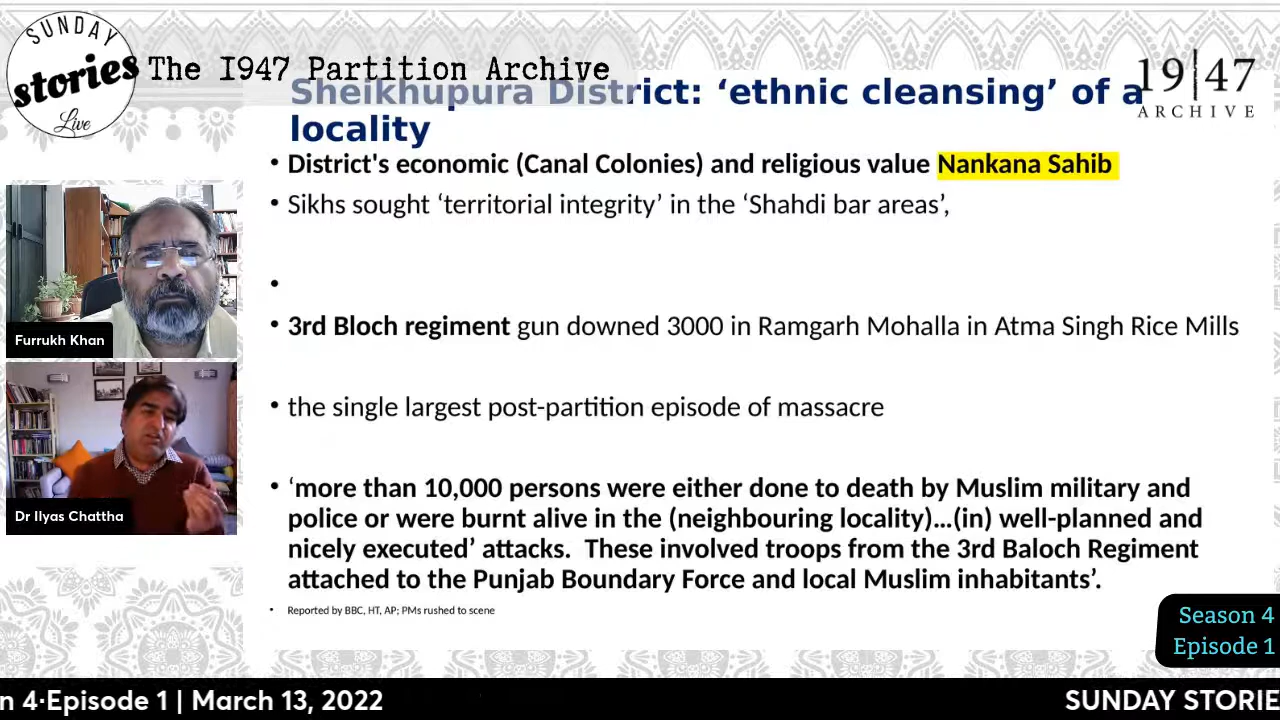 SUNDAY
stories
Live
The 1947 Partition Archive
19|47
ARCHIVE
Sheikhupura District: ‘ethnic cleansing’ of a
locality
• District's economic (Canal Colonies) and religious value Nankana Sahib
• Sikhs sought ‘territorial integrity’ in the ‘Shahdi bar areas’,
•
• 3rd Bloch regiment gun downed 3000 in Ramgarh Mohalla in Atma Singh Rice Mills
• the single largest post-partition episode of massacre
• ‘more than 10,000 persons were either done to death by Muslim military and
police or were burnt alive in the (neighbouring locality)…(in) well-planned and
nicely executed’ attacks. These involved troops from the 3rd Baloch Regiment
attached to the Punjab Boundary Force and local Muslim inhabitants’.
• Reported by BBC, HT, AP; PMs rushed to scene
Furrukh Khan
Dr Ilyas Chattha
Season 4
Episode 1
n 4·Episode 1 | March 13, 2022
SUNDAY STORIE